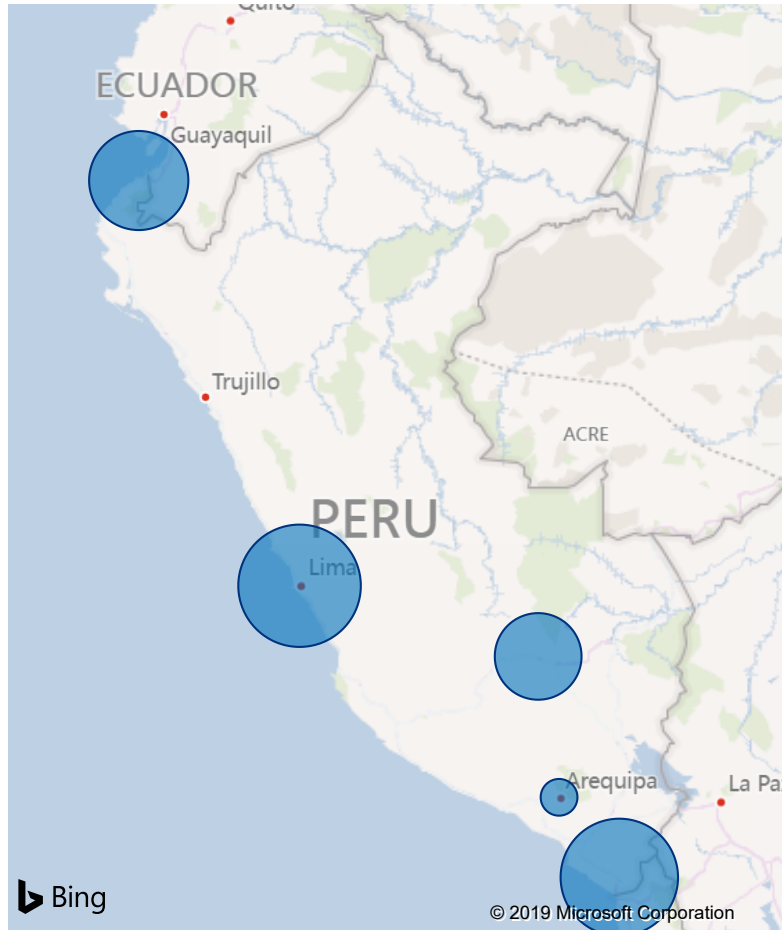 Quito
ECUADOR
Guayaquil
Trujillo
ACRE
PERU
Lima
Arequipa
La Pa
Bing
© 2019 Microsoft Corporation